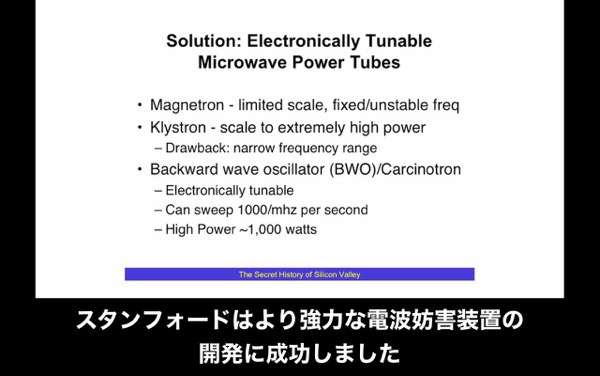 Solution: Electronically Tunable
Microwave Power Tubes
• Magnetron - limited scale, fixed/unstable freq
• Klystron - scale to extremely high power
– Drawback: narrow frequency range
• Backward wave oscillator (BWO)/Carcinotron
– Electronically tunable
– Can sweep 1000/mhz per second
– High Power ~1,000 watts
The Secret History of Silicon Valley
スタンフォードはより強力な電波妨害装置の
開発に成功しました